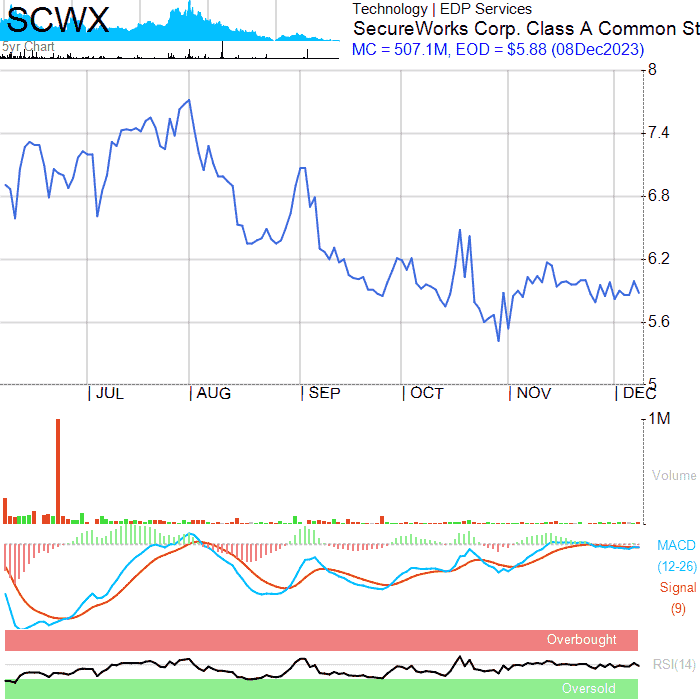 SCWX
5yr Chart
Technology | EDP Services
SecureWorks Corp. Class A Common St
MC = 507.1M, EOD = $5.88 (08Dec2023)
8
7.4
6.8
6.2
5.6
5
JUL AUG SEP OCT NOV DEC
1M
Volume
MACD
(12-26)
Signal
(9)
Overbought
RSI(14)
Oversold